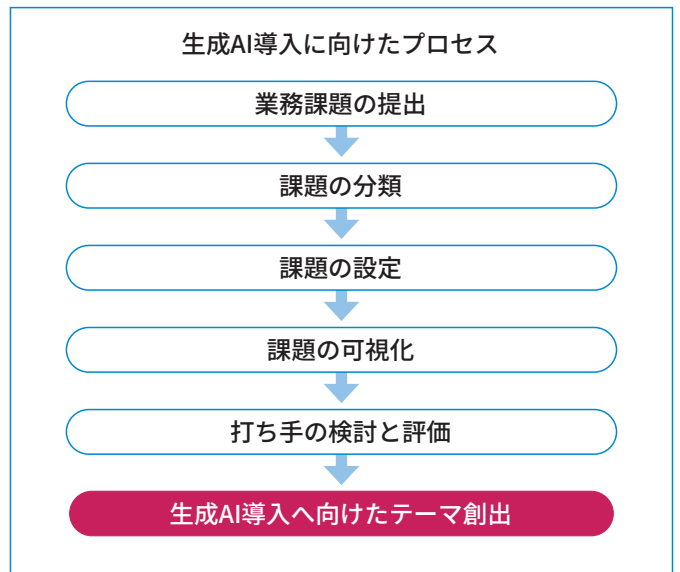 生成AI導入に向けたプロセス
業務課題の提出
課題の分類
課題の設定
課題の可視化
打ち手の検討と評価
生成AI導入へ向けたテーマ創出